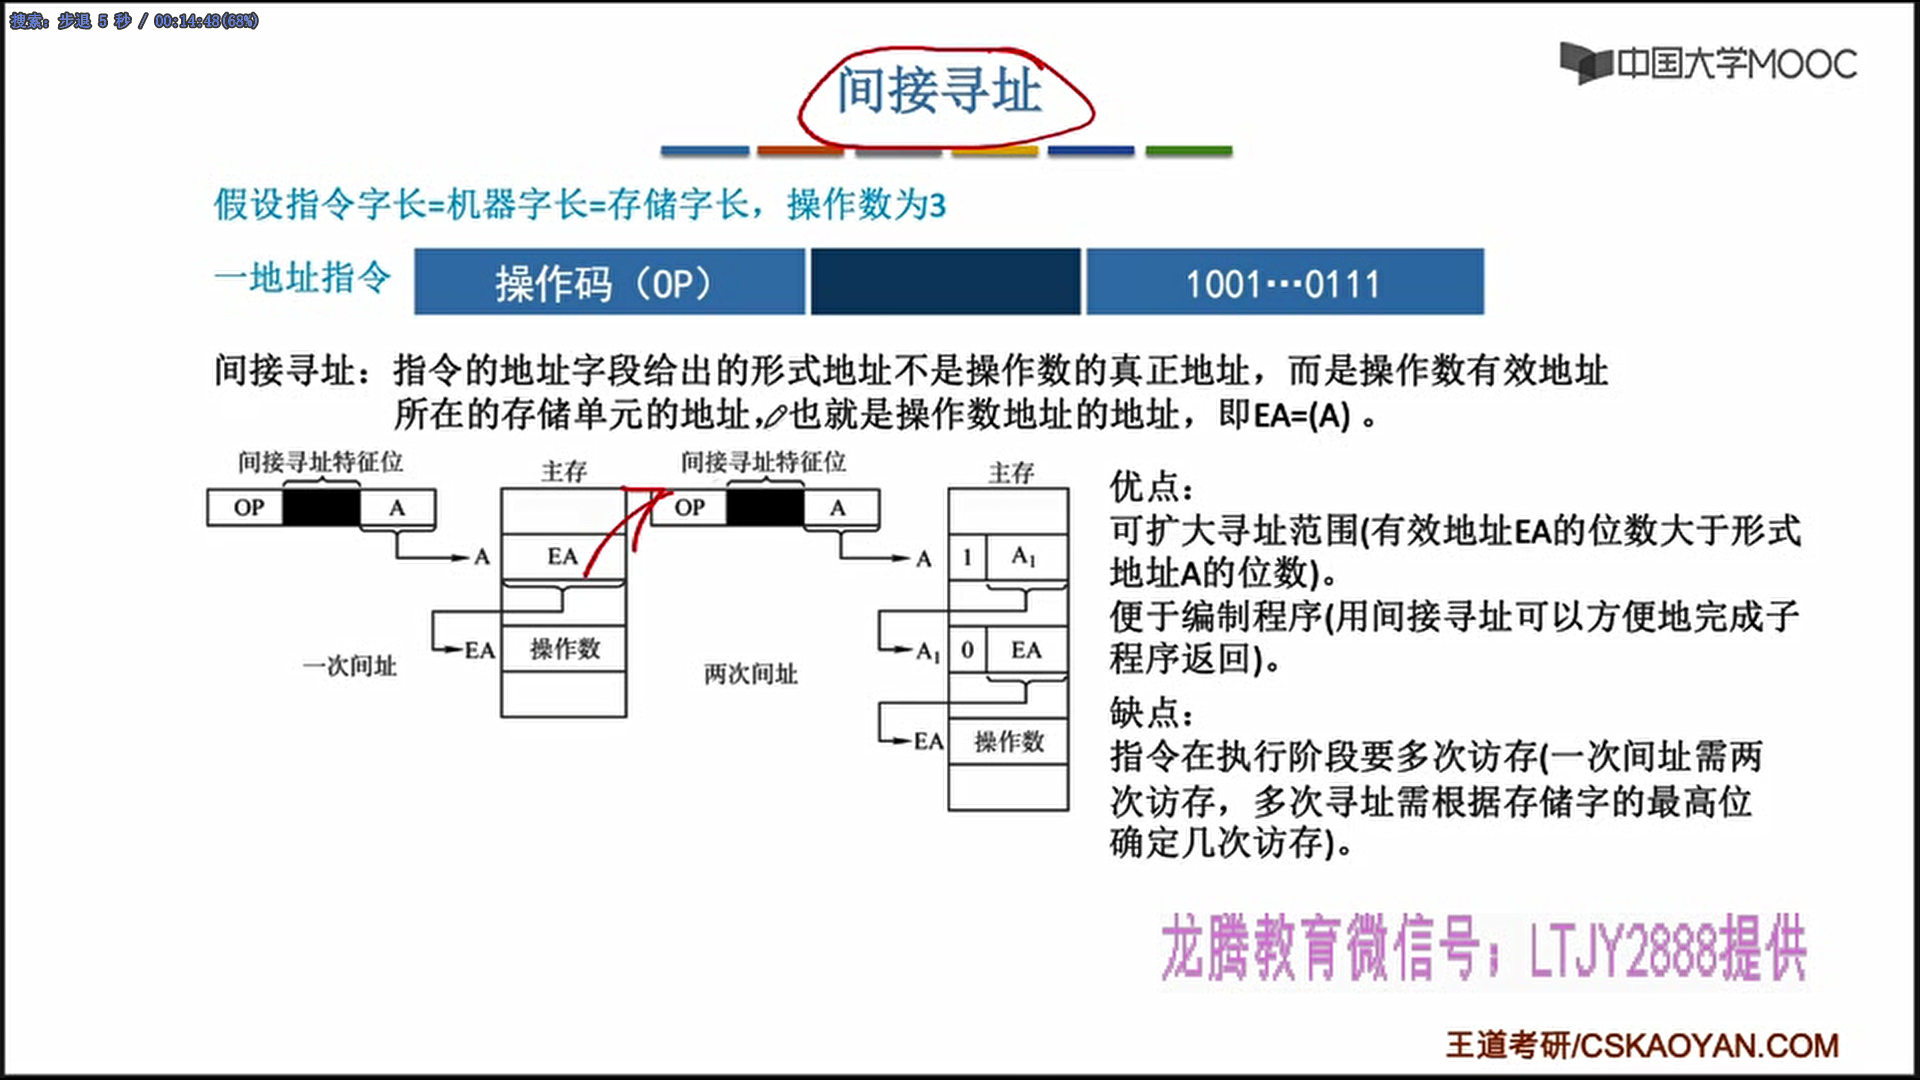 搜索: 步退 5 秒 / 00:14:48(68%)
中国大学MOOC
间接寻址
假设指令字长=机器字长=存储字长，操作数为3
一地址指令 操作码（OP） 1001…0111
间接寻址：指令的地址字段给出的形式地址不是操作数的真正地址，而是操作数有效地址
所在的存储单元的地址，也就是操作数地址的地址，即EA=(A) 。
间接寻址特征位
OP A
主存
A EA
EA 操作数
一次间址
间接寻址特征位
OP A
主存
A 1 A1
A1 0 EA
EA 操作数
两次间址
优点：
可扩大寻址范围(有效地址EA的位数大于形式
地址A的位数)。
便于编制程序(用间接寻址可以方便地完成子
程序返回)。
缺点：
指令在执行阶段要多次访存(一次间址需两
次访存，多次寻址需根据存储字的最高位
确定几次访存)。
龙腾教育微信号；LTJY2888提供
王道考研/CSKAOYAN.COM